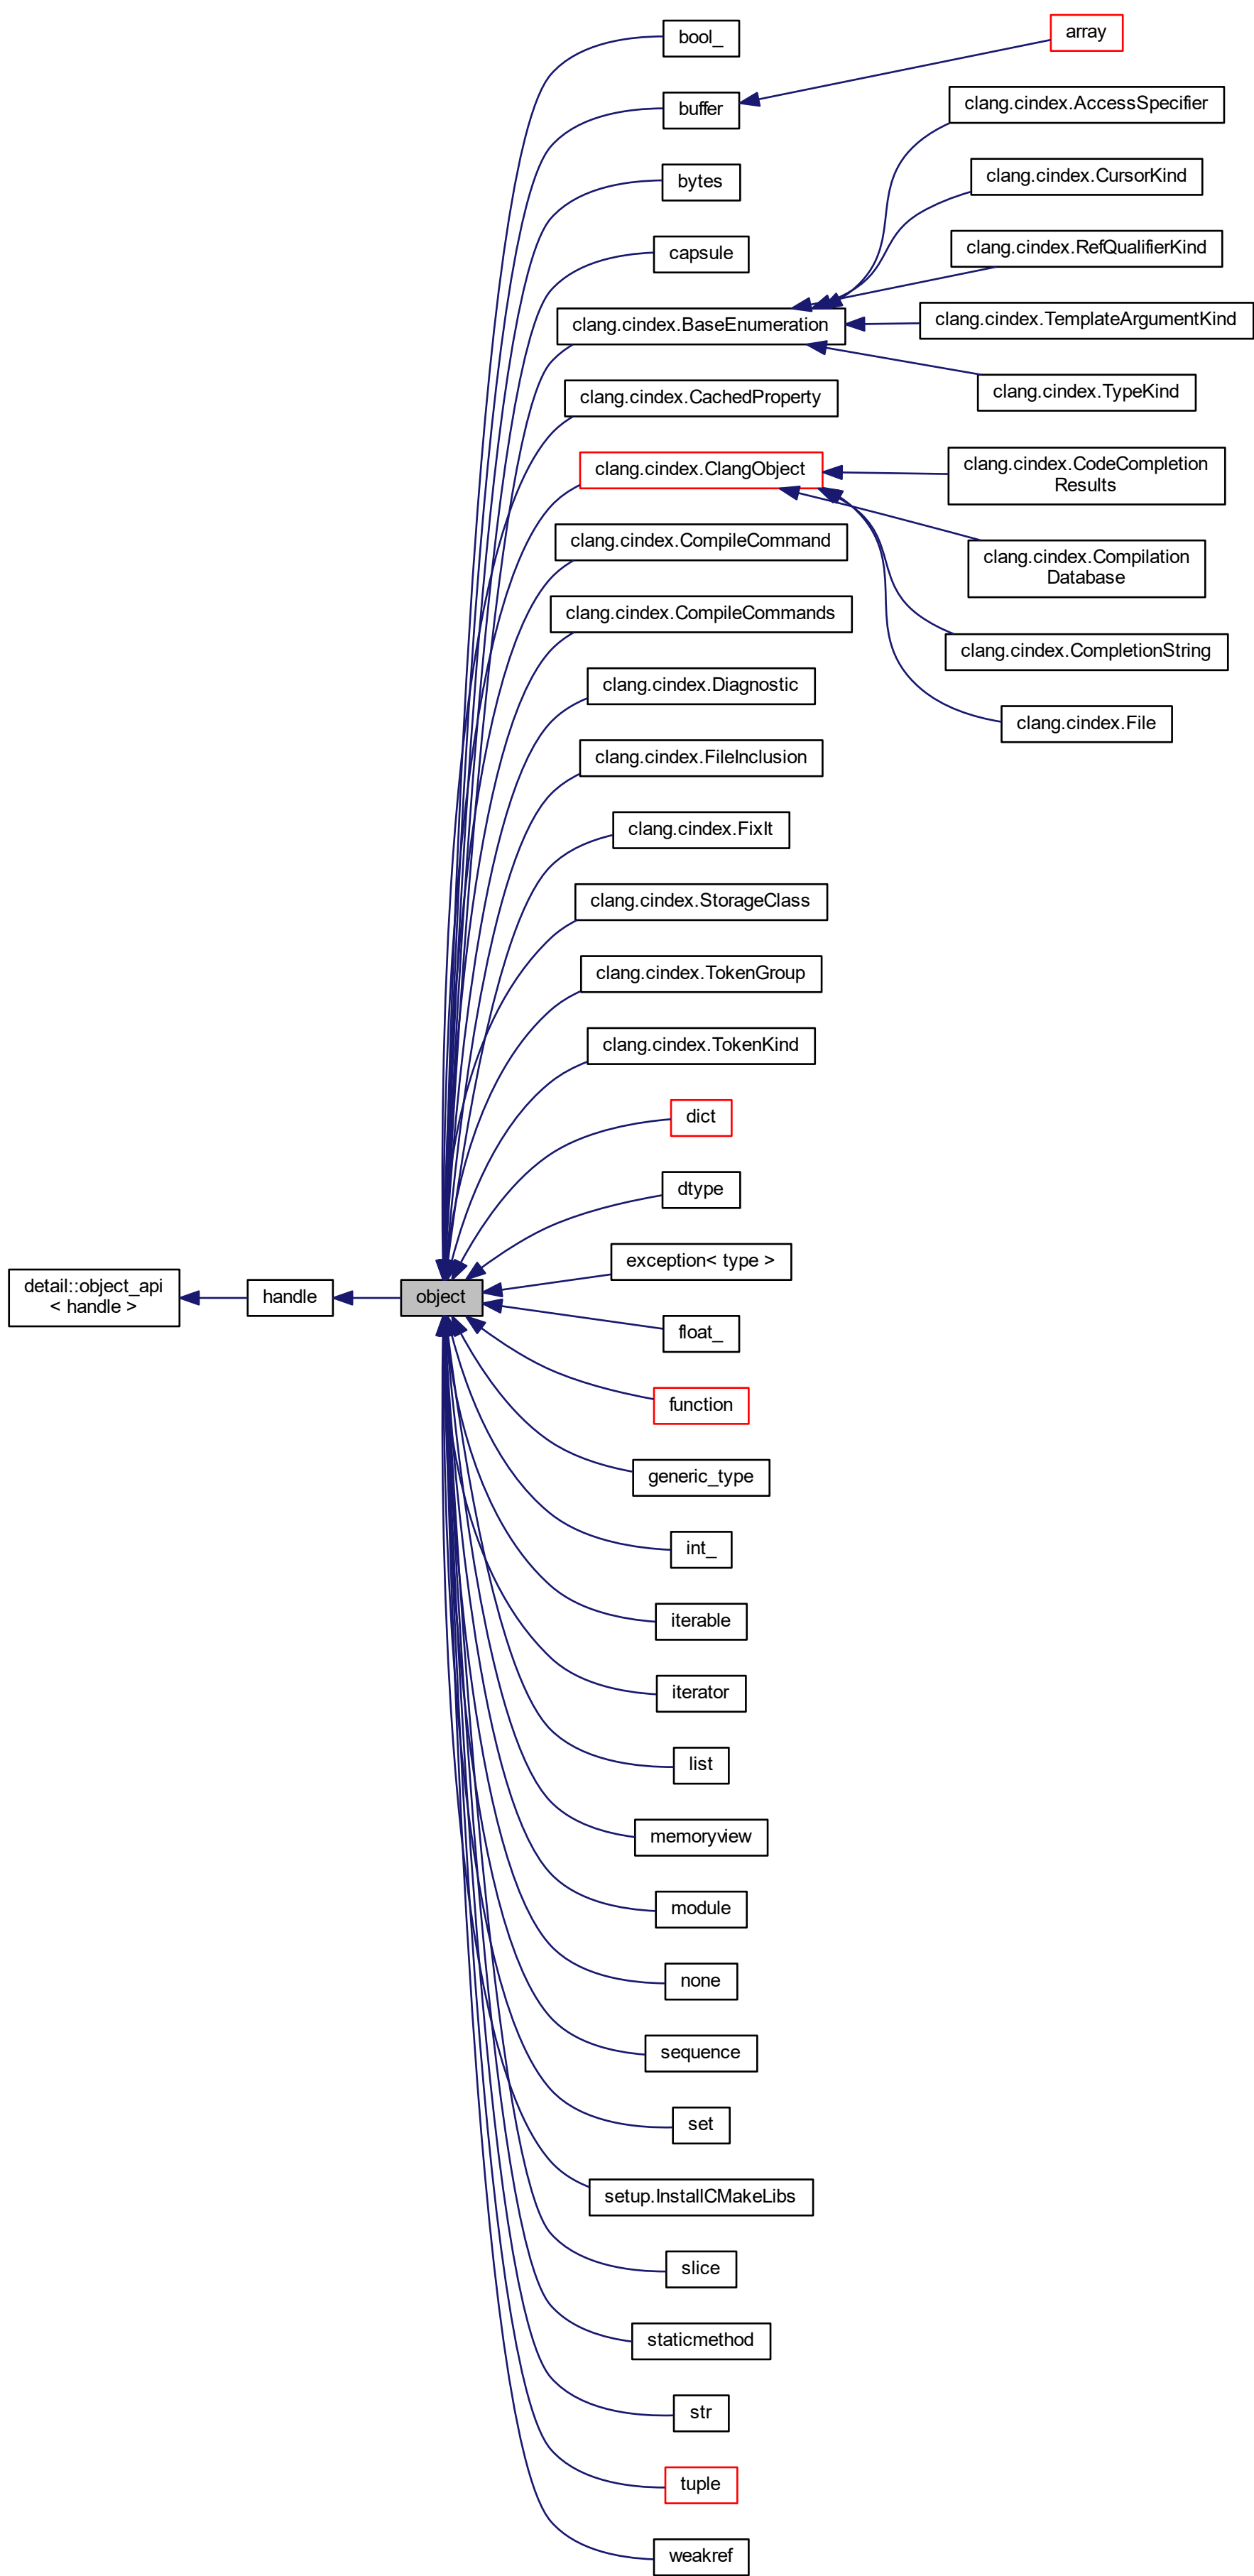 bool_
array
buffer
clang.cindex.AccessSpecifier
clang.cindex.CursorKind
bytes
clang.cindex.RefQualifierKind
capsule
clang.cindex.BaseEnumeration
clang.cindex.TemplateArgumentKind
clang.cindex.TypeKind
clang.cindex.CachedProperty
clang.cindex.ClangObject
clang.cindex.CodeCompletion
Results
clang.cindex.CompileCommand
clang.cindex.Compilation
Database
clang.cindex.CompileCommands
clang.cindex.CompletionString
clang.cindex.Diagnostic
clang.cindex.File
clang.cindex.FileInclusion
clang.cindex.FixIt
clang.cindex.StorageClass
clang.cindex.TokenGroup
clang.cindex.TokenKind
dict
dtype
exception< type >
detail::object_api
< handle >
handle
object
float_
function
generic_type
int_
iterable
iterator
list
memoryview
module
none
sequence
set
setup.InstallCMakeLibs
slice
staticmethod
str
tuple
weakref